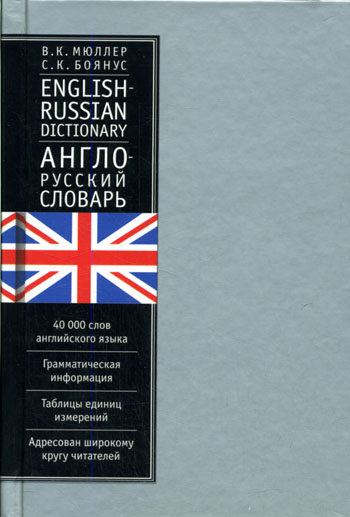 В.К. МЮЛЛЕР
С.К. БОЯНУС
ENGLISH-
RUSSIAN
DICTIONARY
АНГЛО-
РУССКИЙ
СЛОВАРЬ
40 000 слов
английского языка
Грамматическая
информация
Таблицы единиц
измерений
Адресован широкому
кругу читателей